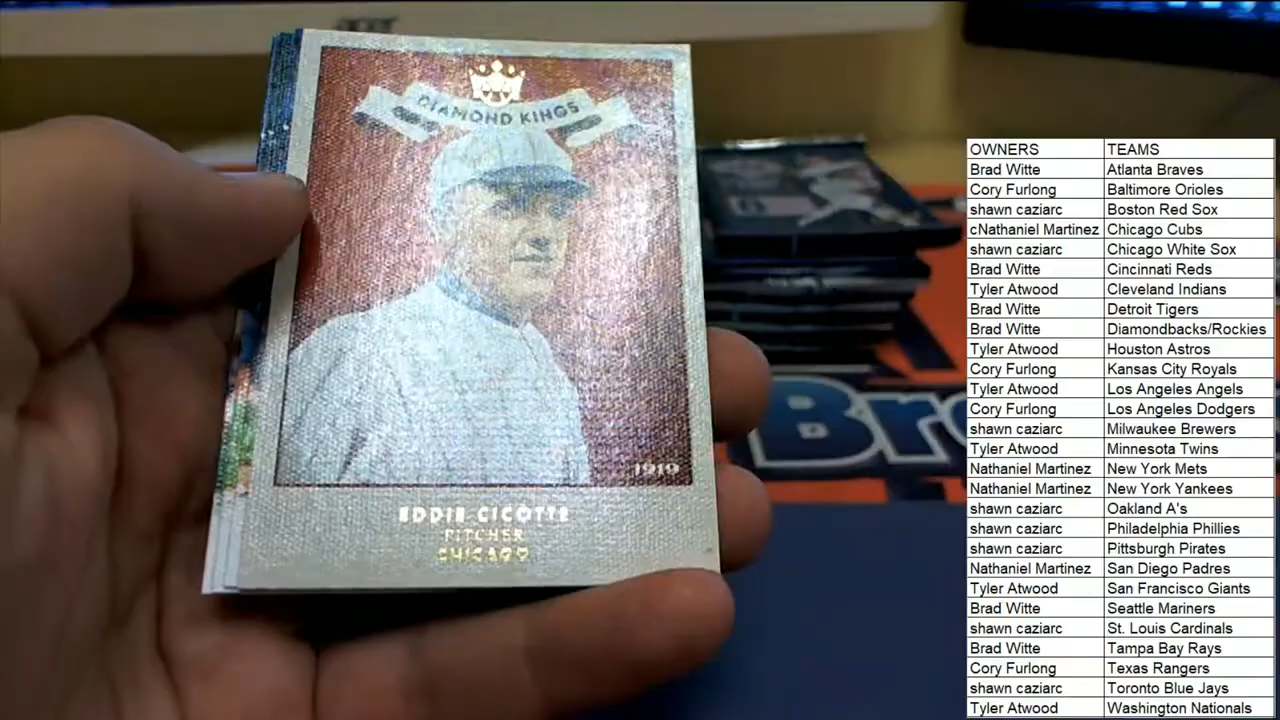 acer
DIAMOND KINGS
1919
EDDIE CICOTTE
PITCHER
CHICAGO
Bre
OWNERS TEAMS
Brad Witte Atlanta Braves
Cory Furlong Baltimore Orioles
shawn caziarc Boston Red Sox
cNathaniel Martinez Chicago Cubs
shawn caziarc Chicago White Sox
Brad Witte Cincinnati Reds
Tyler Atwood Cleveland Indians
Brad Witte Detroit Tigers
Brad Witte Diamondbacks/Rockies
Tyler Atwood Houston Astros
Cory Furlong Kansas City Royals
Tyler Atwood Los Angeles Angels
Cory Furlong Los Angeles Dodgers
shawn caziarc Milwaukee Brewers
Tyler Atwood Minnesota Twins
Nathaniel Martinez New York Mets
Nathaniel Martinez New York Yankees
shawn caziarc Oakland A's
shawn caziarc Philadelphia Phillies
shawn caziarc Pittsburgh Pirates
Nathaniel Martinez San Diego Padres
Tyler Atwood San Francisco Giants
Brad Witte Seattle Mariners
shawn caziarc St. Louis Cardinals
Brad Witte Tampa Bay Rays
Cory Furlong Texas Rangers
shawn caziarc Toronto Blue Jays
Tyler Atwood Washington Nationals